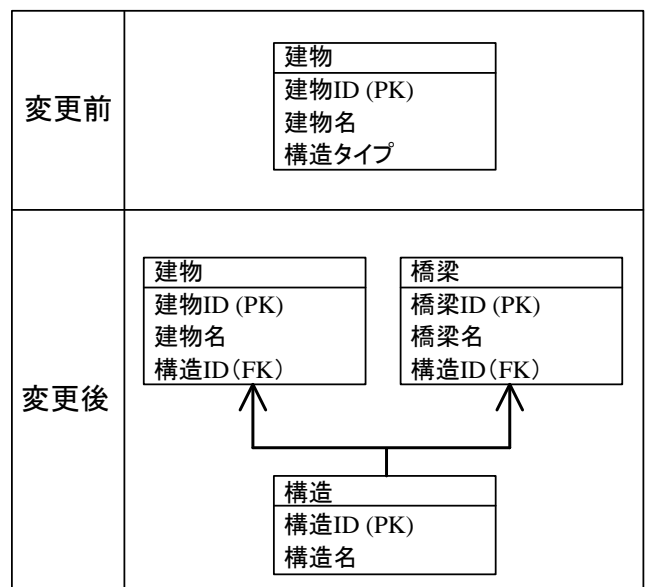 変更前
建物
建物ID (PK)
建物名
構造タイプ
変更後
建物
建物ID (PK)
建物名
構造ID(FK)
橋梁
橋梁ID (PK)
橋梁名
構造ID(FK)
構造
構造ID (PK)
構造名